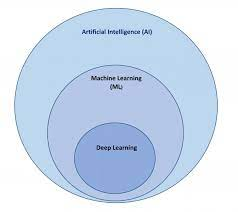 Artificial Intelligence (AI)
Machine Learning
(ML)
Deep Learning